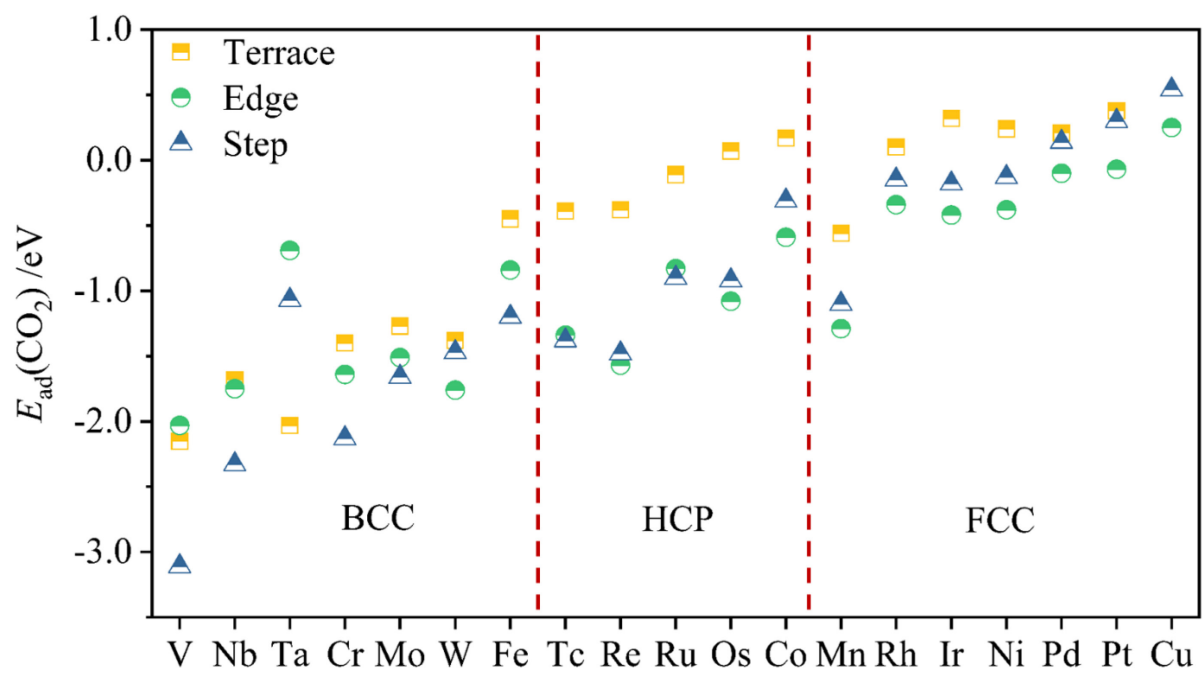 1.0
0.0
-1.0
-2.0
-3.0
E_ad(CO₂) /eV
Terrace
Edge
Step
BCC
HCP
FCC
V Nb Ta Cr Mo W Fe Tc Re Ru Os Co Mn Rh Ir Ni Pd Pt Cu